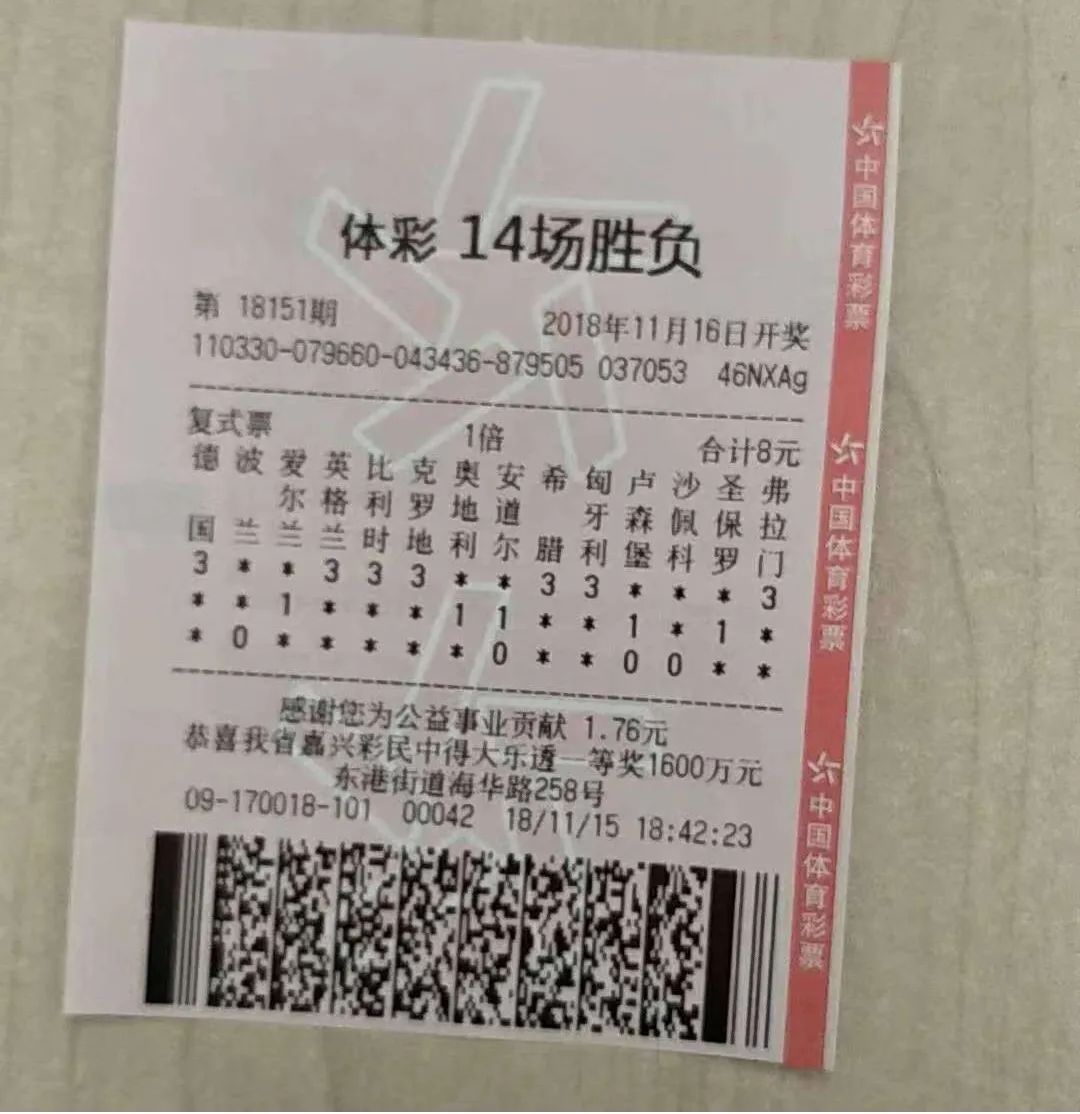 体彩 14场胜负
第 18151期 2018年11月16日开奖
110330-079660-043436-879505 037053 46NXAg
复式票 1倍 合计8元
德国 波兰 爱尔兰 英格兰 比利时 克罗地 奥地利 安道尔 希腊 匈牙利 卢森堡 沙佩科 圣保罗 弗拉门
3 * * 3 3 3 * * 3 3 * * * 3
* * 1 * * * 1 1 * * 1 * 1 *
* 0 * * * * * 0 * * 0 0 * *
感谢您为公益事业贡献 1.76元
恭喜我省嘉兴彩民中得大乐透一等奖1600万元
东港街道海华路258号
09-170018-101 00042 18/11/15 18:42:23
中国体育彩票
中国体育彩票
中国体育彩票